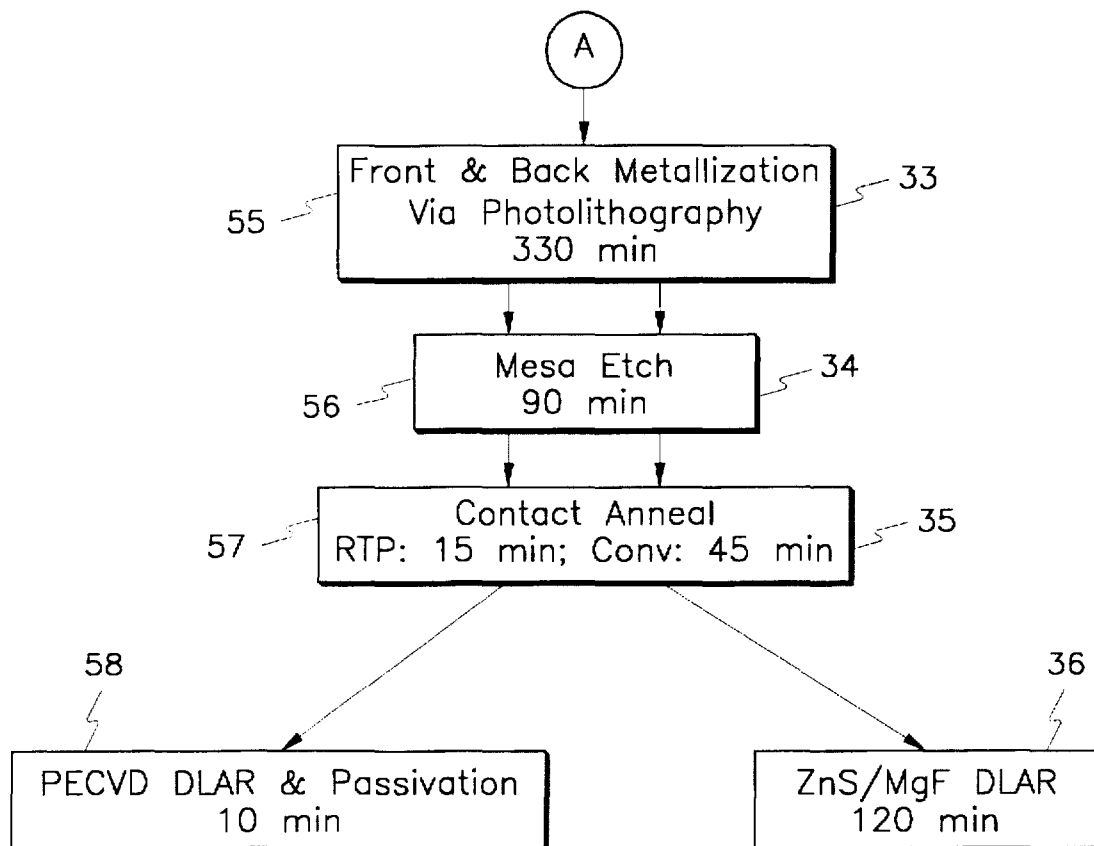 A
Front & Back Metallization
Via Photolithography
330 min
33
55
Mesa Etch
90 min
34
56
Contact Anneal
RTP: 15 min; Conv: 45 min
35
57
58
36
PECVD DLAR & Passivation
10 min
ZnS/MgF DLAR
120 min